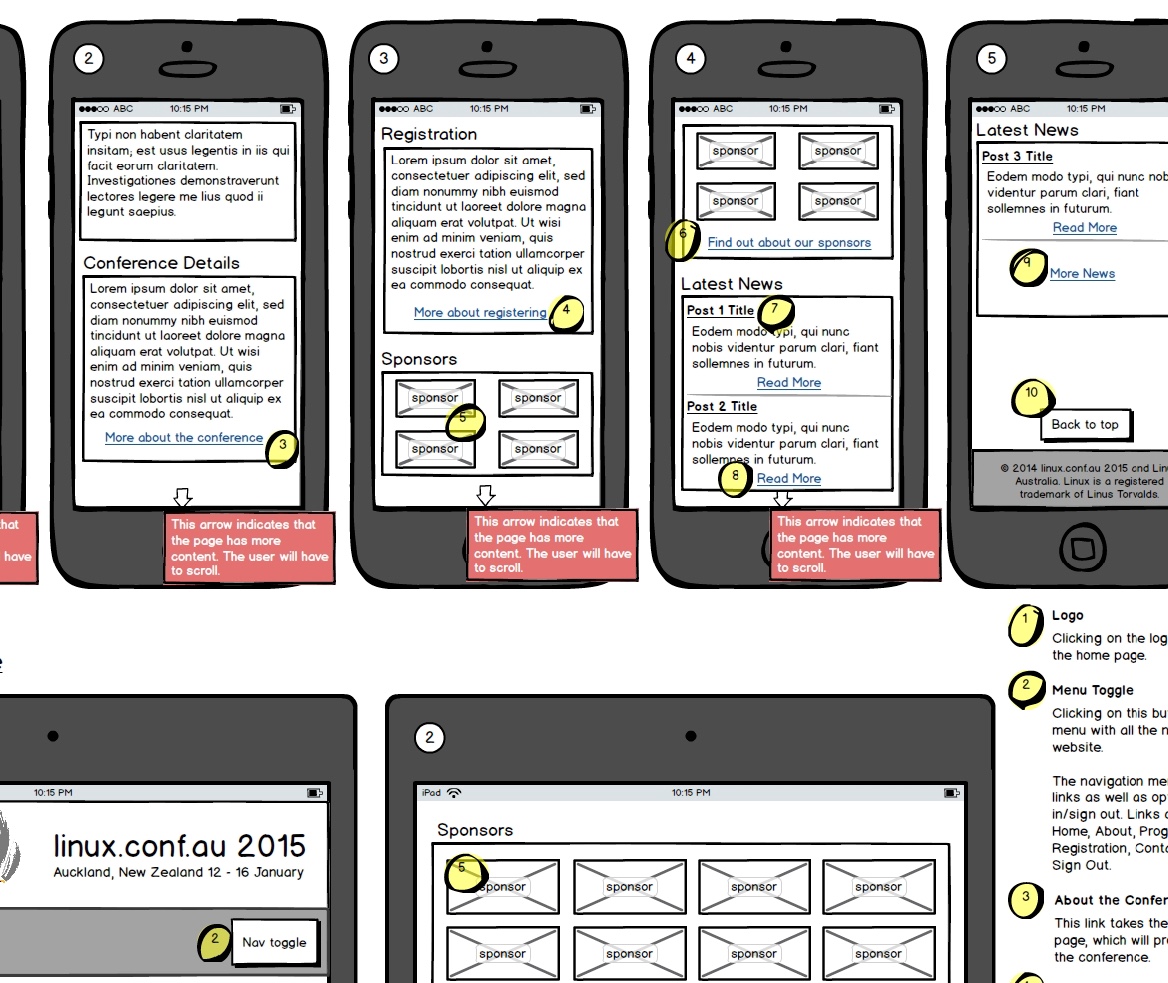 2
ABC 10:15 PM
Typi non habent claritatem
insitam; est usus legentis in iis qui
facit eorum claritatem.
Investigationes demonstraverunt
lectores legere me lius quod ii
legunt saepius.
Conference Details
Lorem ipsum dolor sit amet,
consectetuer adipiscing elit, sed
diam nonummy nibh euismod
tincidunt ut laoreet dolore magna
aliquam erat volutpat. Ut wisi
enim ad minim veniam, quis
nostrud exerci tation ullamcorper
suscipit lobortis nisl ut aliquip ex
ea commodo consequat.
More about the conference
3
This arrow indicates that
the page has more
content. The user will have
to scroll.
hat
have
3
ABC 10:15 PM
Registration
Lorem ipsum dolor sit amet,
consectetuer adipiscing elit, sed
diam nonummy nibh euismod
tincidunt ut laoreet dolore magna
aliquam erat volutpat. Ut wisi
enim ad minim veniam, quis
nostrud exerci tation ullamcorper
suscipit lobortis nisl ut aliquip ex
ea commodo consequat.
More about registering 4
Sponsors
sponsor sponsor
5
sponsor sponsor
This arrow indicates that
the page has more
content. The user will have
to scroll.
4
ABC 10:15 PM
sponsor sponsor
sponsor sponsor
6 Find out about our sponsors
Latest News
Post 1 Title 7
Eodem modo typi, qui nunc
nobis videntur parum clari, fiant
sollemnes in futurum.
Read More
Post 2 Title
Eodem modo typi, qui nunc
nobis videntur parum clari, fiant
sollemnes in futurum.
8 Read More
This arrow indicates that
the page has more
content. The user will have
to scroll.
5
ABC 10:15 PM
Latest News
Post 3 Title
Eodem modo typi, qui nunc nob
videntur parum clari, fiant
sollemnes in futurum.
Read More
9 More News
10
Back to top
© 2014 linux.conf.au 2015 and Linu
Australia. Linux is a registered
trademark of Linus Torvalds.
e
10:15 PM
linux.conf.au 2015
Auckland, New Zealand 12 - 16 January
2 Nav toggle
2
iPad 10:15 PM
Sponsors
5
sponsor sponsor sponsor sponsor
sponsor sponsor sponsor sponsor
1 Logo
Clicking on the log
the home page.
2 Menu Toggle
Clicking on this bu
menu with all the n
website.
The navigation me
links as well as op
in/sign out. Links
Home, About, Prog
Registration, Conta
Sign Out.
3 About the Confer
This link takes the
page, which will pr
the conference.